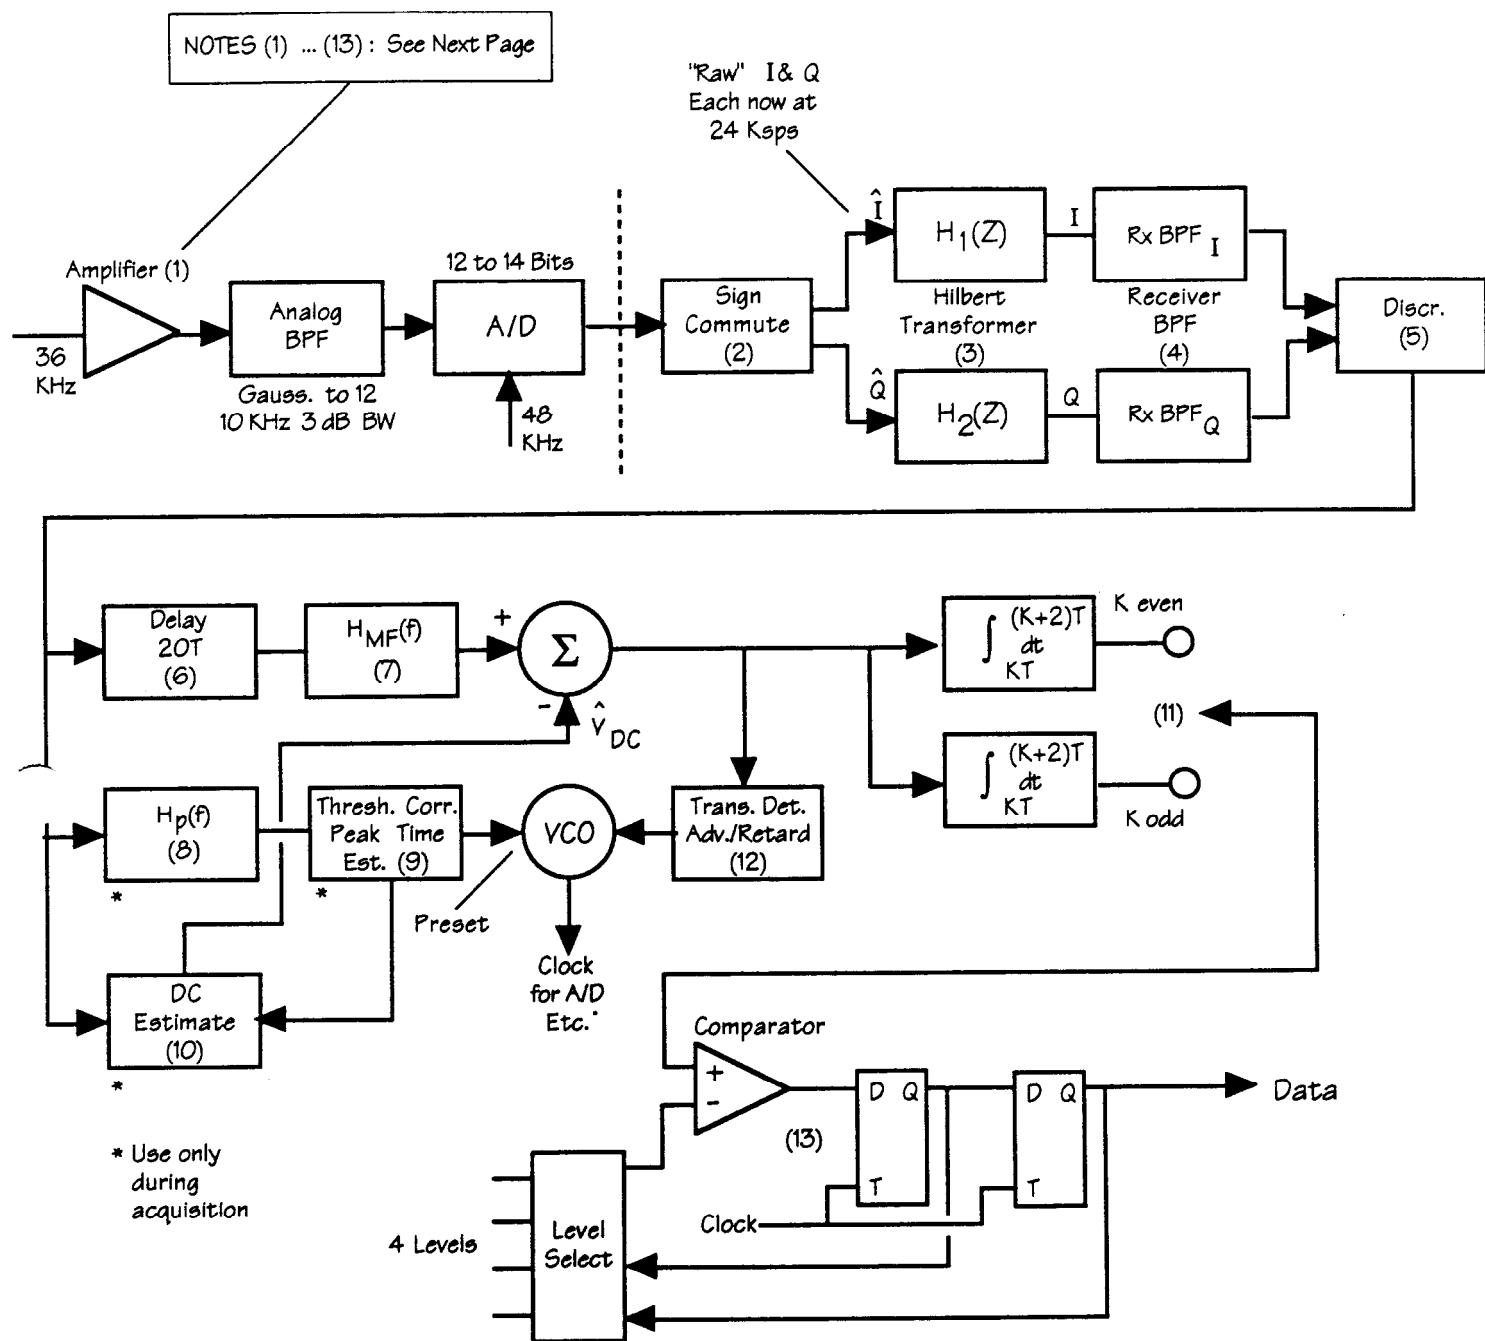 NOTES (1) ... (13) : See Next Page
"Raw" I & Q
Each now at
24 Ksps
Amplifier (1)
36
KHz
Analog
BPF
Gauss. to 12
10 KHz 3 dB BW
12 to 14 Bits
A/D
48
KHz
Sign
Commute
(2)
Î
H1(Z)
I
Rx BPF I
Hilbert
Transformer
(3)
Receiver
BPF
(4)
Q̂
H2(Z)
Q
Rx BPF Q
Discr.
(5)
Delay
20T
(6)
HMF(f)
(7)
+
Σ
-
V̂DC
∫ (K+2)T
dt
KT
K even
(11)
∫ (K+2)T
dt
KT
K odd
Hp(f)
(8)
*
Thresh. Corr.
Peak Time
Est. (9)
*
VCO
Preset
Trans. Det.
Adv./Retard
(12)
Clock
for A/D
Etc.
DC
Estimate
(10)
*
Comparator
+
-
(13)
D Q
T
D Q
T
Data
Clock
* Use only
during
acquisition
4 Levels
Level
Select